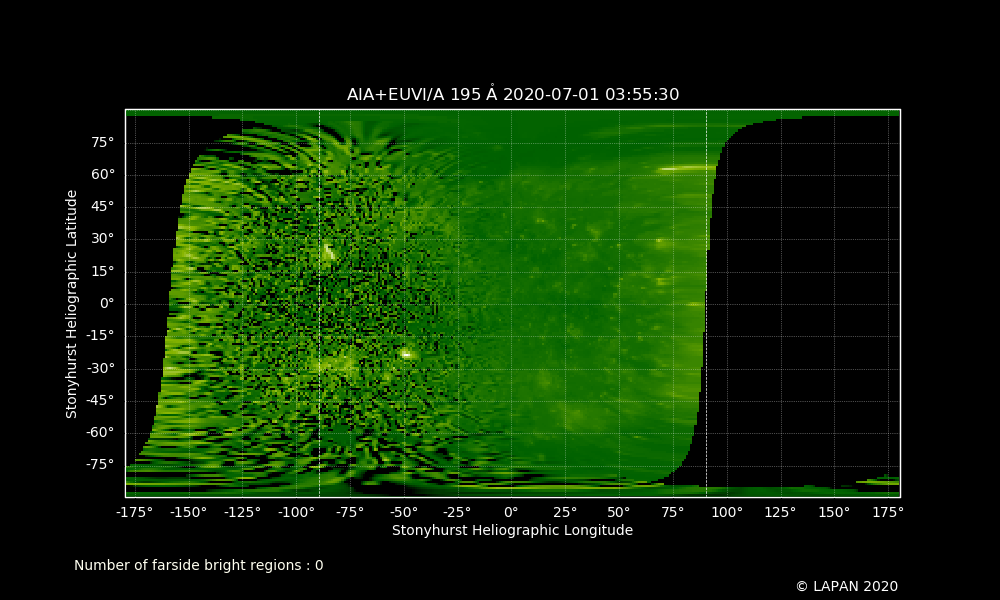 AIA+EUVI/A 195 Å 2020-07-01 03:55:30
Stonyhurst Heliographic Latitude
75°
60°
45°
30°
15°
0°
-15°
-30°
-45°
-60°
-75°
-175° -150° -125° -100° -75° -50° -25° 0° 25° 50° 75° 100° 125° 150° 175°
Stonyhurst Heliographic Longitude
Number of farside bright regions : 0
© LAPAN 2020